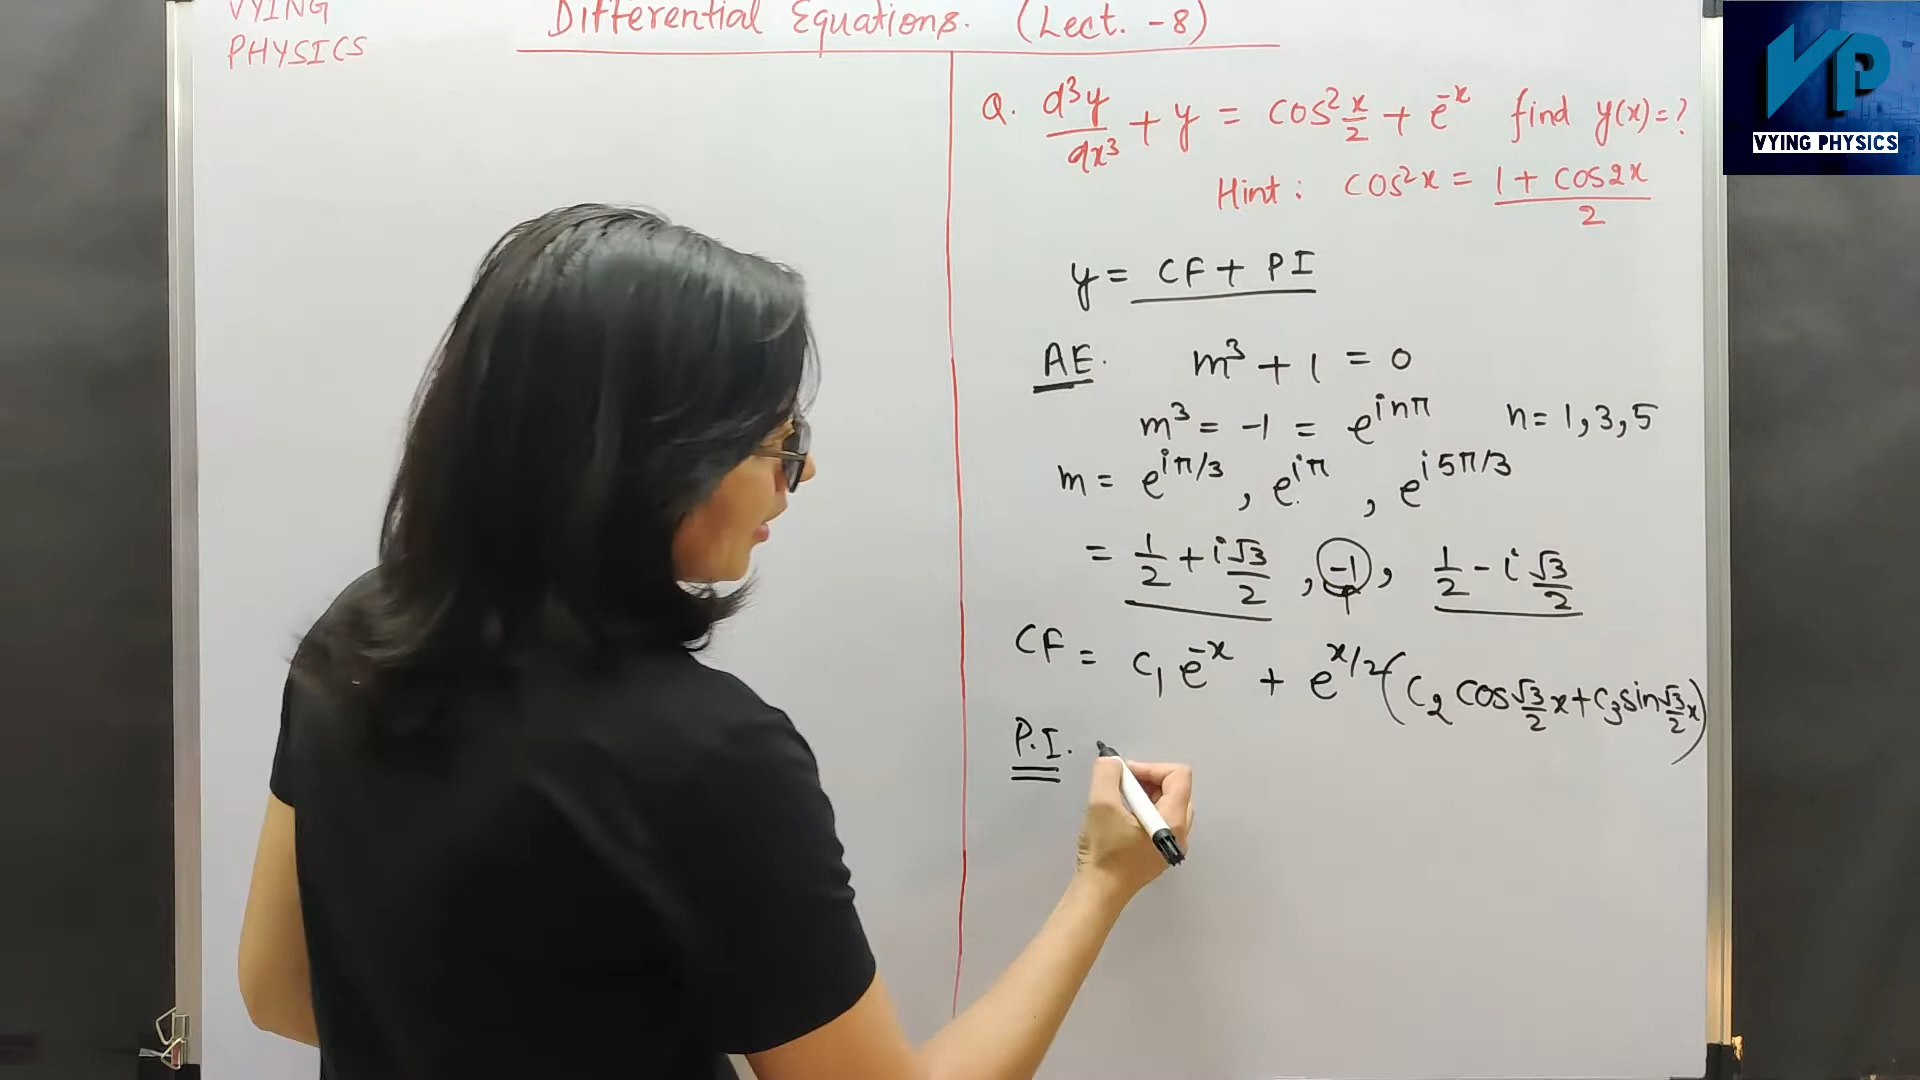 VYING
PHYSICS
Differential Equations. (Lect. -8)
VP
VYING PHYSICS
Q. d³y/dx³ + y = cos² x/2 + e⁻ˣ find y(x)=?
Hint: cos²x = (1 + cos2x)/2
y = CF + PI
AE. m³ + 1 = 0
m³ = -1 = e^{inπ} n = 1, 3, 5
m = e^{iπ/3}, e^{iπ}, e^{i5π/3}
= 1/2 + i√3/2, -1, 1/2 - i√3/2
CF = C₁e⁻ˣ + e^{x/2}(C₂ cos √3/2 x + C₃ sin √3/2 x)
P.I.